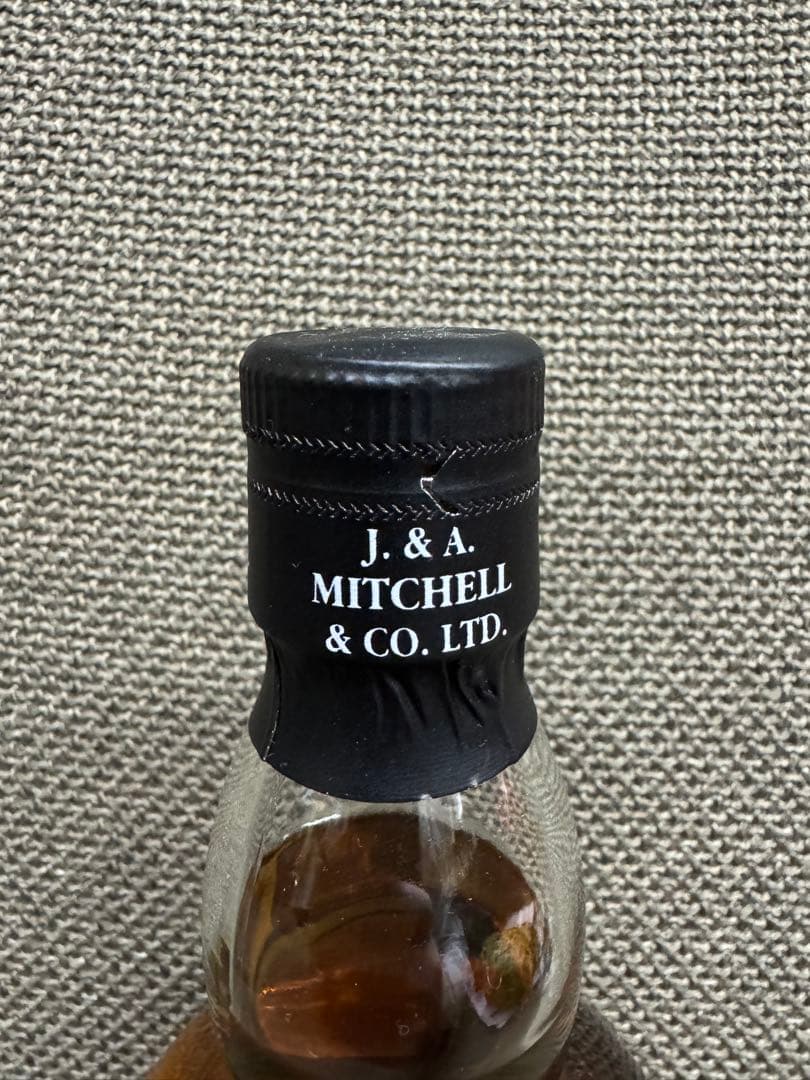 J. & A.
MITCHELL
& CO. LTD.